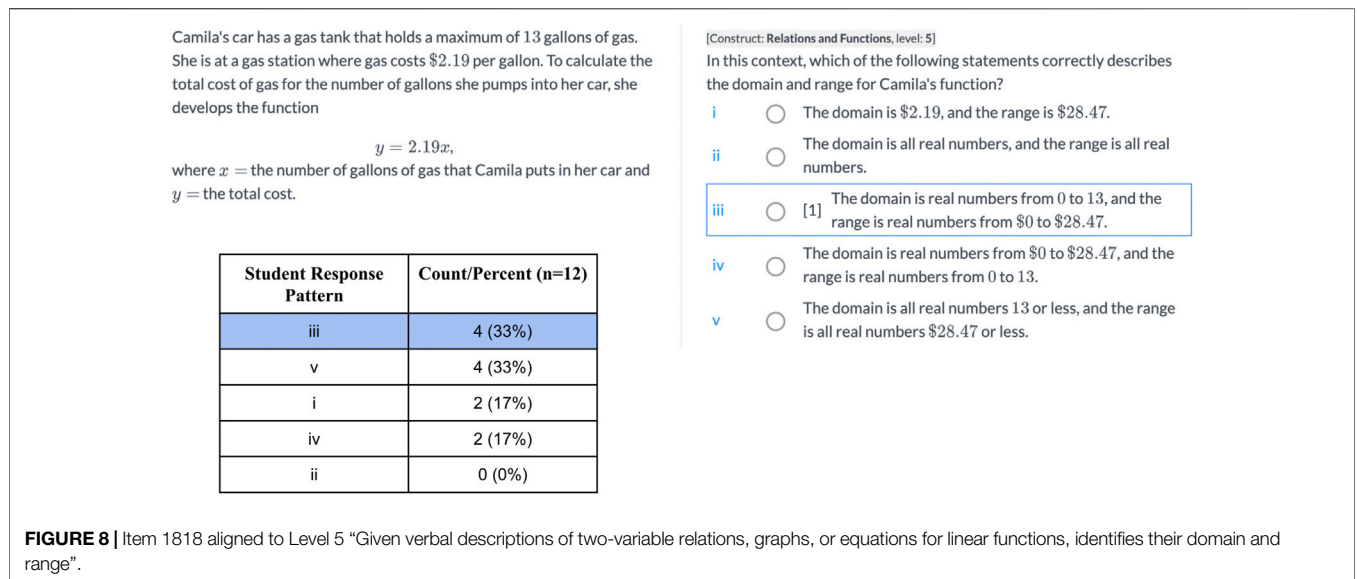 Camila's car has a gas tank that holds a maximum of 13 gallons of gas.
She is at a gas station where gas costs $2.19 per gallon. To calculate the
total cost of gas for the number of gallons she pumps into her car, she
develops the function
y = 2.19x,
where x = the number of gallons of gas that Camila puts in her car and
y = the total cost.
Student Response
Pattern
Count/Percent (n=12)
iii
4 (33%)
v
4 (33%)
i
2 (17%)
iv
2 (17%)
ii
0 (0%)
[Construct: Relations and Functions, level: 5]
In this context, which of the following statements correctly describes
the domain and range for Camila's function?
i
The domain is $2.19, and the range is $28.47.
ii
The domain is all real numbers, and the range is all real
numbers.
iii
[1]
The domain is real numbers from 0 to 13, and the
range is real numbers from $0 to $28.47.
iv
The domain is real numbers from $0 to $28.47, and the
range is real numbers from 0 to 13.
v
The domain is all real numbers 13 or less, and the range
is all real numbers $28.47 or less.
FIGURE 8 | Item 1818 aligned to Level 5 “Given verbal descriptions of two-variable relations, graphs, or equations for linear functions, identifies their domain and
range”.